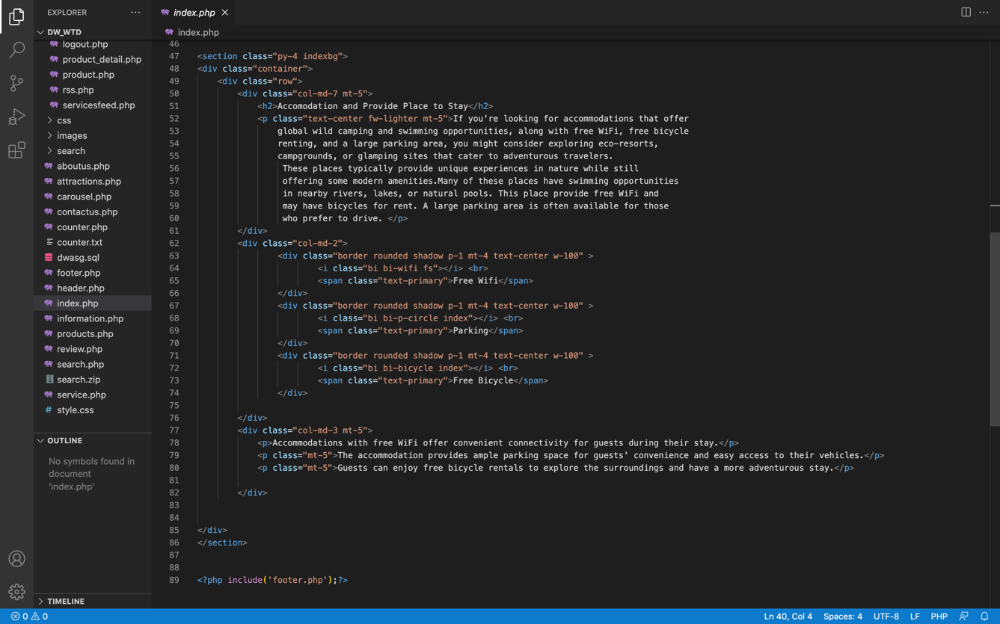 EXPLORER
DW_WTD
logout.php
product_detail.php
product.php
rss.php
servicesfeed.php
css
images
search
aboutus.php
attractions.php
carousel.php
contactus.php
counter.php
counter.txt
dwasg.sql
footer.php
header.php
index.php
information.php
products.php
review.php
search.php
search.zip
service.php
# style.css
OUTLINE
No symbols found in
document
'index.php'
TIMELINE
index.php
index.php
46
47 <section class="py-4 indexbg">
48 <div class="container">
49 <div class="row">
50 <div class="col-md-7 mt-5">
51 <h2>Accomodation and Provide Place to Stay</h2>
52 <p class="text-center fw-lighter mt-5">If you're looking for accommodations that offer
53 global wild camping and swimming opportunities, along with free WiFi, free bicycle
54 renting, and a large parking area, you might consider exploring eco-resorts,
55 campgrounds, or glamping sites that cater to adventurous travelers.
56 These places typically provide unique experiences in nature while still
57 offering some modern amenities.Many of these places have swimming opportunities
58 in nearby rivers, lakes, or natural pools. This place provide free WiFi and
59 may have bicycles for rent. A large parking area is often available for those
60 who prefer to drive. </p>
61 </div>
62 <div class="col-md-2">
63 <div class="border rounded shadow p-1 mt-4 text-center w-100" >
64 <i class="bi bi-wifi fs"></i> <br>
65 <span class="text-primary">Free Wifi</span>
66 </div>
67 <div class="border rounded shadow p-1 mt-4 text-center w-100" >
68 <i class="bi bi-p-circle index"></i> <br>
69 <span class="text-primary">Parking</span>
70 </div>
71 <div class="border rounded shadow p-1 mt-4 text-center w-100" >
72 <i class="bi bi-bicycle index"></i> <br>
73 <span class="text-primary">Free Bicycle</span>
74 </div>
75
76 </div>
77 <div class="col-md-3 mt-5">
78 <p>Accommodations with free WiFi offer convenient connectivity for guests during their stay.</p>
79 <p class="mt-5">The accommodation provides ample parking space for guests' convenience and easy access to their vehicles.</p>
80 <p class="mt-5">Guests can enjoy free bicycle rentals to explore the surroundings and have a more adventurous stay.</p>
81
82 </div>
83
84
85 </div>
86 </section>
87
88
89 <?php include('footer.php');?>
0 0
Ln 40, Col 4 Spaces: 4 UTF-8 LF PHP